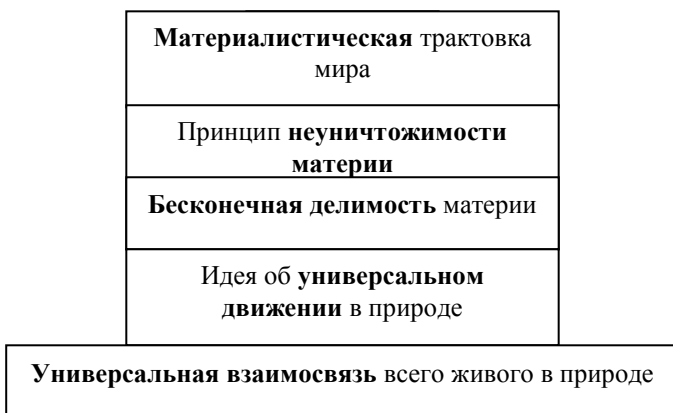 Материалистическая трактовка
мира
Принцип неуничтожимости
материи
Бесконечная делимость материи
Идея об универсальном
движении в природе
Универсальная взаимосвязь всего живого в природе